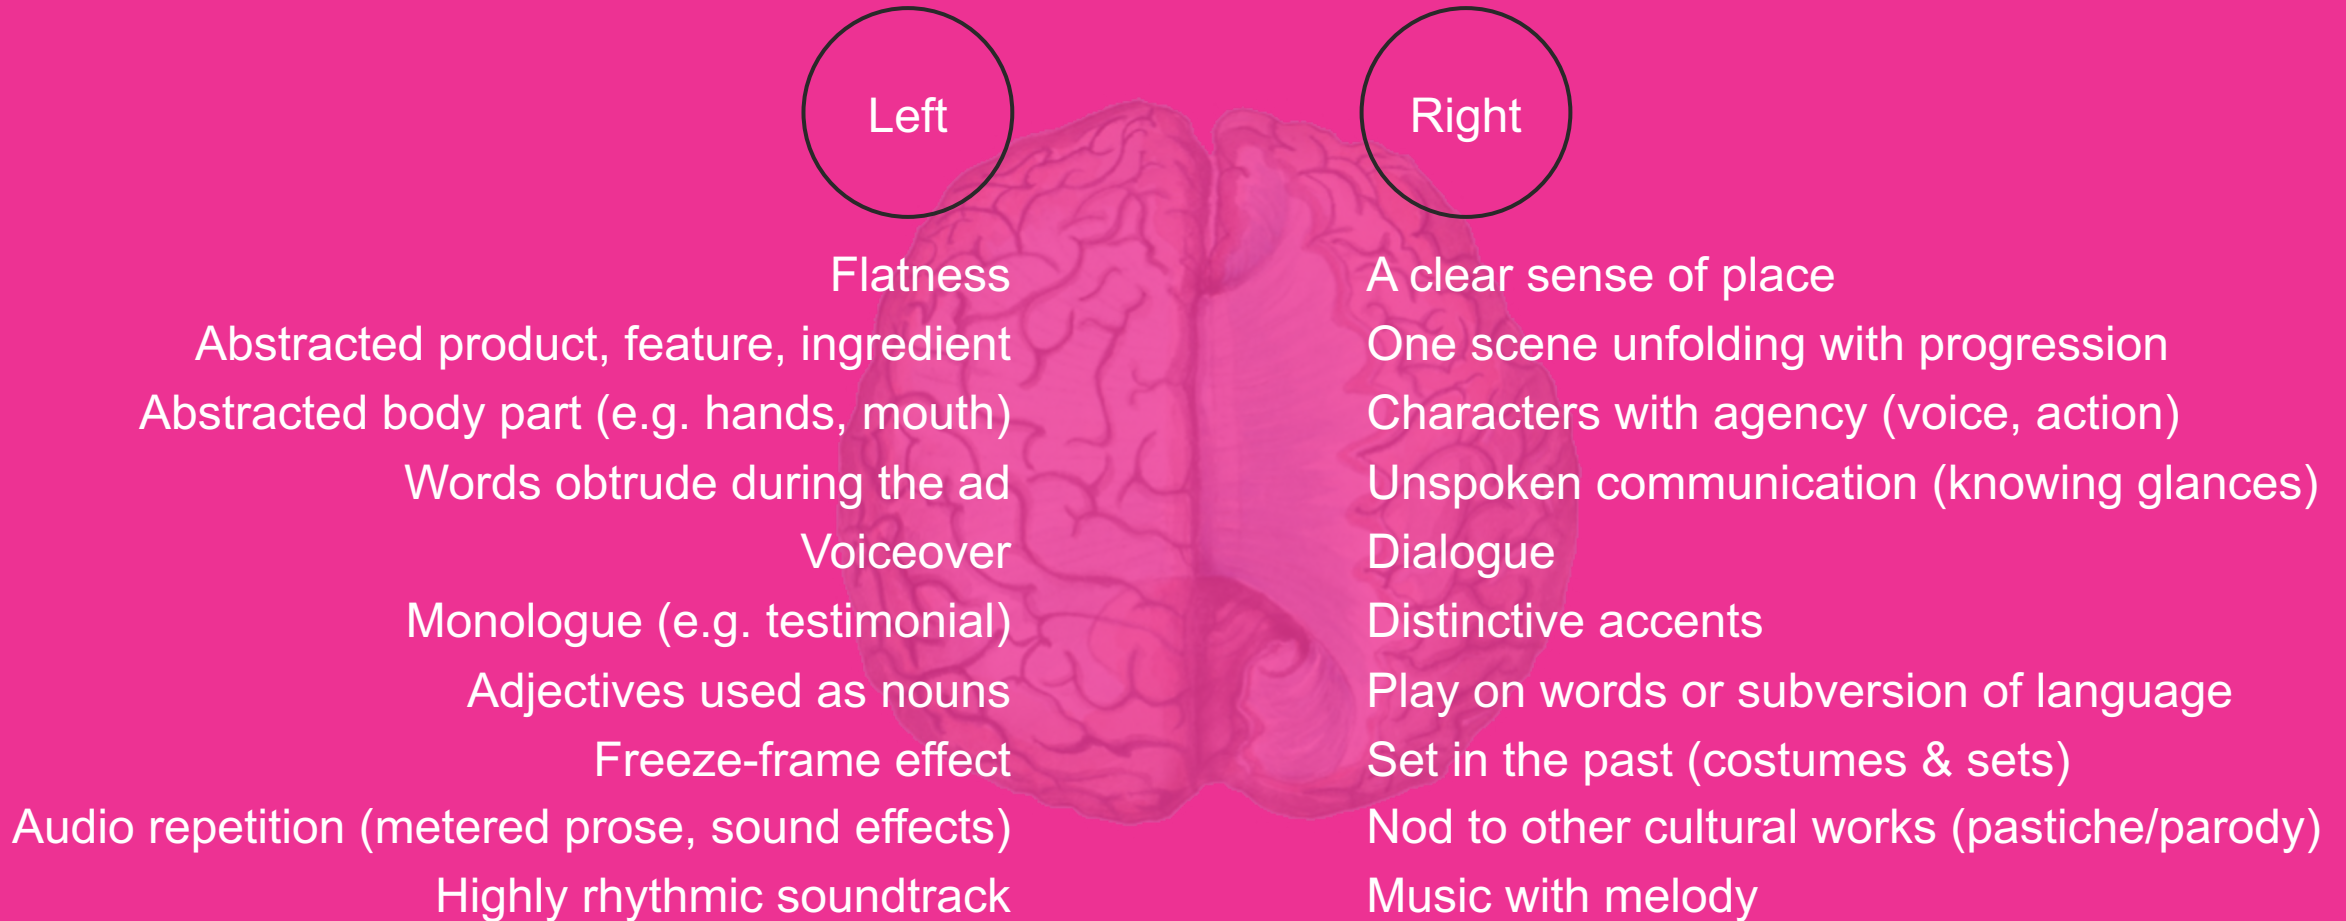 Left
Flatness
Abstracted product, feature, ingredient
Abstracted body part (e.g. hands, mouth)
Words obtrude during the ad
Voiceover
Monologue (e.g. testimonial)
Adjectives used as nouns
Freeze-frame effect
Audio repetition (metered prose, sound effects)
Highly rhythmic soundtrack
Right
A clear sense of place
One scene unfolding with progression
Characters with agency (voice, action)
Unspoken communication (knowing glances)
Dialogue
Distinctive accents
Play on words or subversion of language
Set in the past (costumes & sets)
Nod to other cultural works (pastiche/parody)
Music with melody